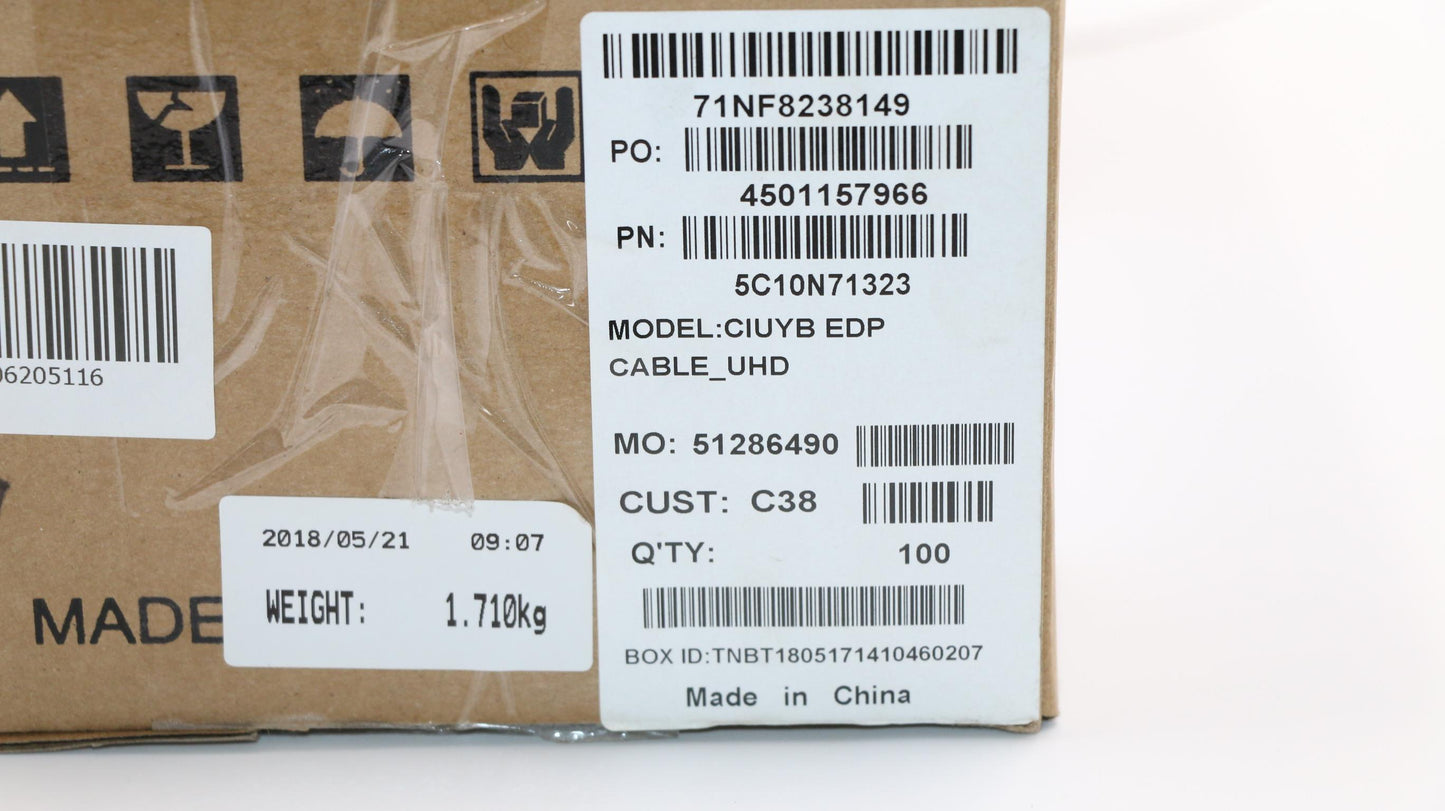 71NF8238149
PO:
4501157966
PN:
5C10N71323
MODEL:CIUYB EDP
CABLE_UHD
MO: 51286490
CUST: C38
Q'TY: 100
BOX ID:TNBT1805171410460207
Made in China
06205116
2018/05/21 09:07
WEIGHT: 1.710kg
MADE